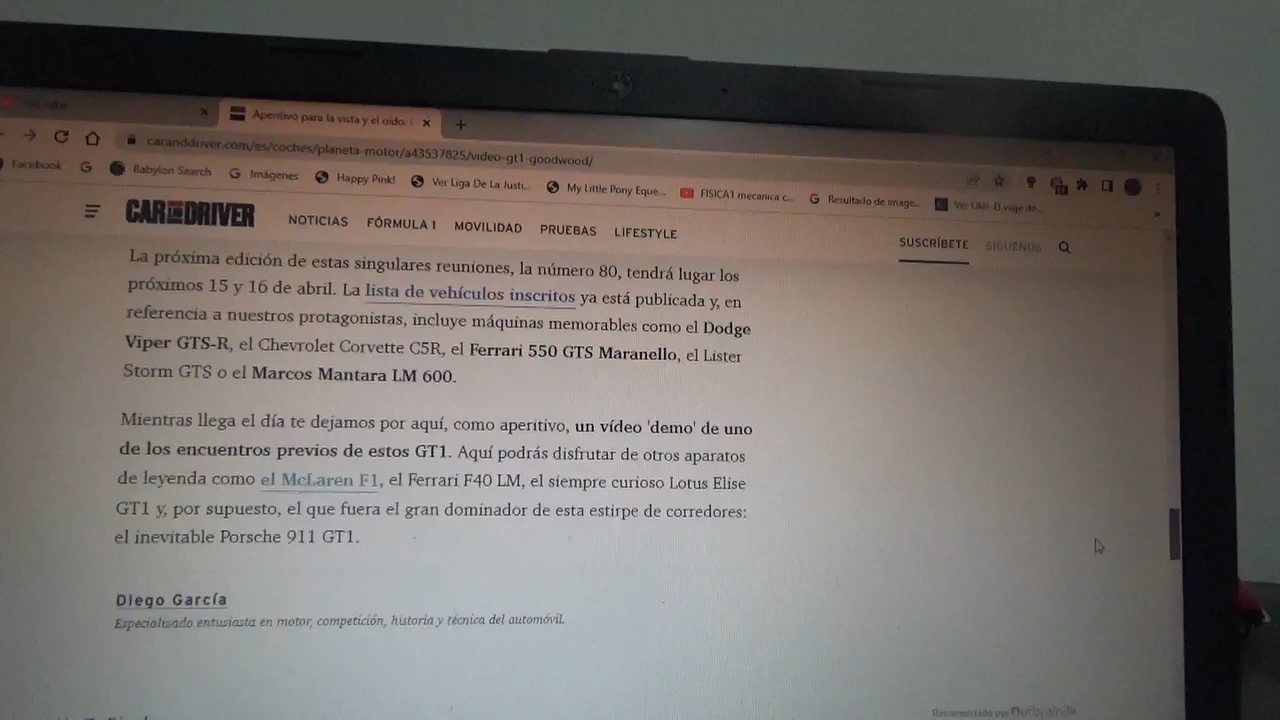 Aperitivo para la vista y el oído: i
caranddriver.com/es/coches/planeta-motor/a43537825/video-gt1-goodwood/
Facebook Babylon Search Imágenes Happy Pink! Ver Liga De La Justi... My Little Pony Eque... FISICA1 mecanica c... Resultado de image... Ver El viaje de...
CAR AND DRIVER NOTICIAS FÓRMULA 1 MOVILIDAD PRUEBAS LIFESTYLE SUSCRÍBETE SÍGUENOS
La próxima edición de estas singulares reuniones, la número 80, tendrá lugar los
próximos 15 y 16 de abril. La lista de vehículos inscritos ya está publicada y, en
referencia a nuestros protagonistas, incluye máquinas memorables como el Dodge
Viper GTS-R, el Chevrolet Corvette C5R, el Ferrari 550 GTS Maranello, el Lister
Storm GTS o el Marcos Mantara LM 600.
Mientras llega el día te dejamos por aquí, como aperitivo, un vídeo 'demo' de uno
de los encuentros previos de estos GT1. Aquí podrás disfrutar de otros aparatos
de leyenda como el McLaren F1, el Ferrari F40 LM, el siempre curioso Lotus Elise
GT1 y, por supuesto, el que fuera el gran dominador de esta estirpe de corredores:
el inevitable Porsche 911 GT1.
Diego García
Especialisado entusiasta en motor, competición, historia y técnica del automóvil.
Recomendado por